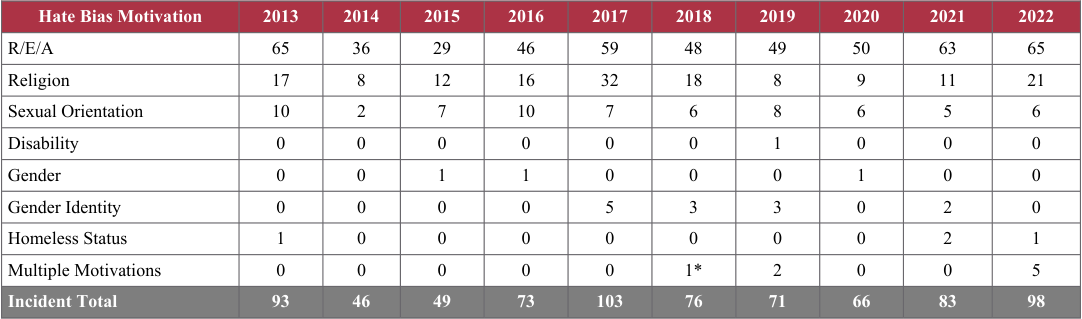 Hate Bias Motivation 2013 2014 2015 2016 2017 2018 2019 2020 2021 2022
R/E/A 65 36 29 46 59 48 49 50 63 65
Religion 17 8 12 16 32 18 8 9 11 21
Sexual Orientation 10 2 7 10 7 6 8 6 5 6
Disability 0 0 0 0 0 0 1 0 0 0
Gender 0 0 1 1 0 0 0 1 0 0
Gender Identity 0 0 0 0 5 3 3 0 2 0
Homeless Status 1 0 0 0 0 0 0 0 2 1
Multiple Motivations 0 0 0 0 0 1* 2 0 0 5
Incident Total 93 46 49 73 103 76 71 66 83 98